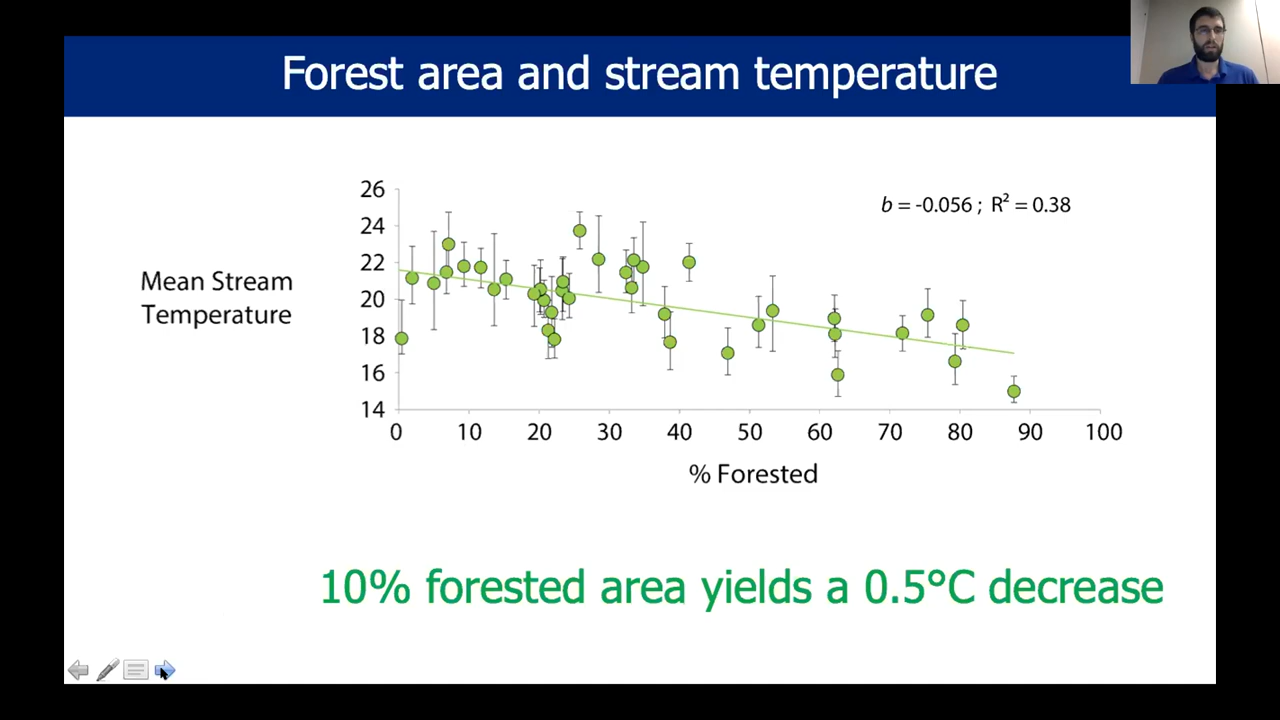 Forest area and stream temperature
26
24
22
20
18
16
14
b = -0.056 ; R² = 0.38
Mean Stream
Temperature
0 10 20 30 40 50 60 70 80 90 100
% Forested
10% forested area yields a 0.5°C decrease